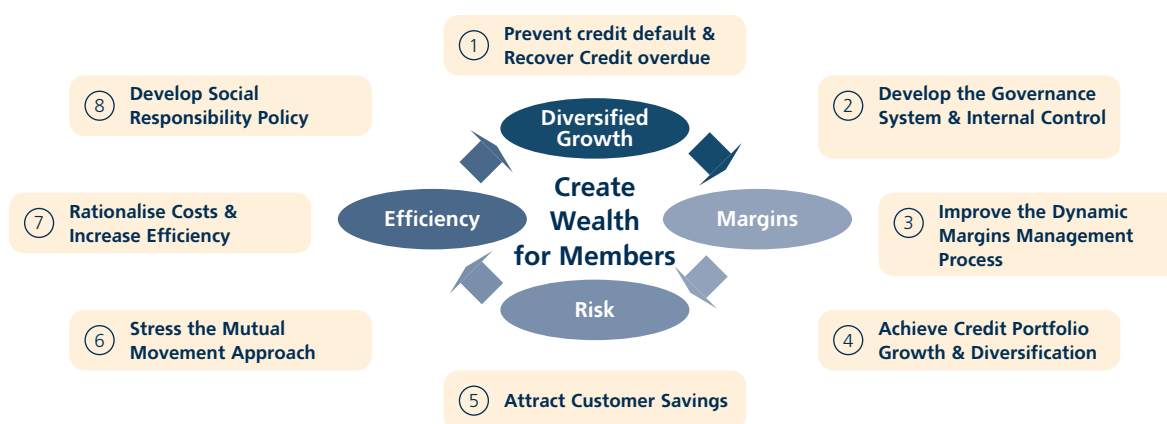 1
Prevent credit default &
Recover Credit overdue
2
Develop the Governance
System & Internal Control
3
Improve the Dynamic
Margins Management
Process
4
Achieve Credit Portfolio
Growth & Diversification
5
Attract Customer Savings
6
Stress the Mutual
Movement Approach
7
Rationalise Costs &
Increase Efficiency
8
Develop Social
Responsibility Policy
Diversified
Growth
Margins
Risk
Efficiency
Create
Wealth
for Members